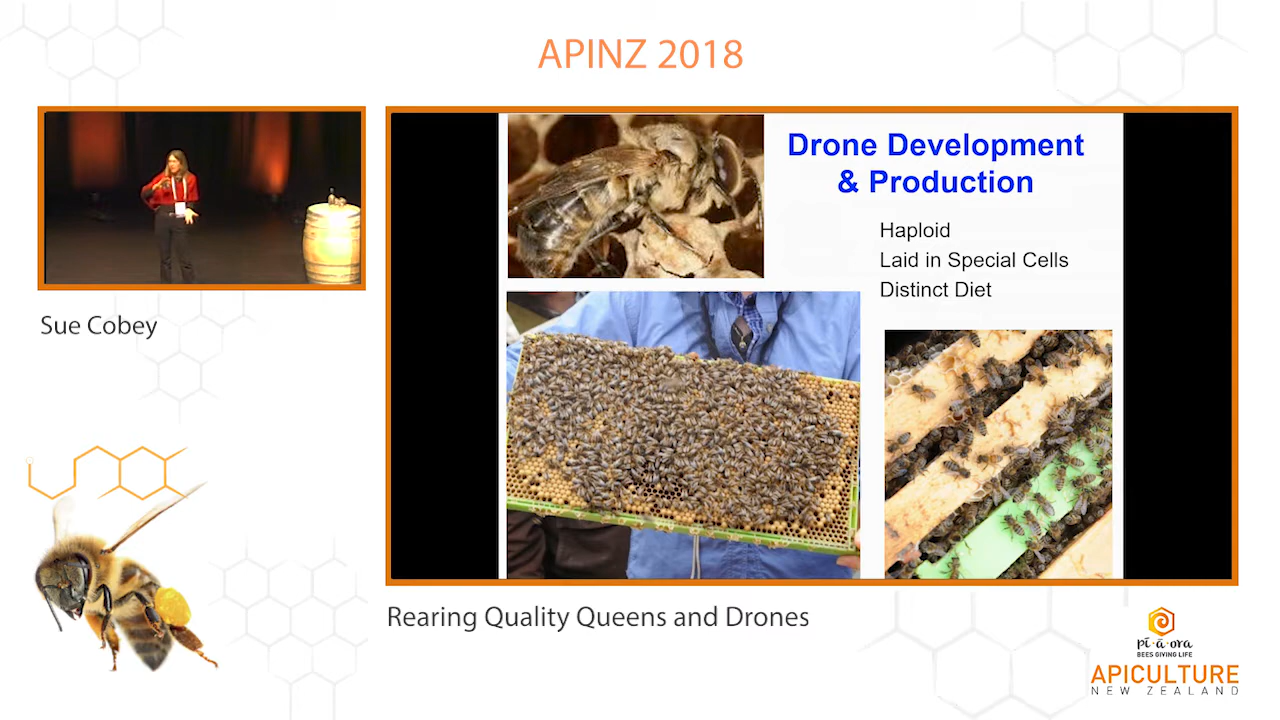 APINZ 2018
Sue Cobey
Drone Development
& Production
Haploid
Laid in Special Cells
Distinct Diet
Rearing Quality Queens and Drones
pī-ā-ora
BEES GIVING LIFE
APICULTURE
NEW ZEALAND